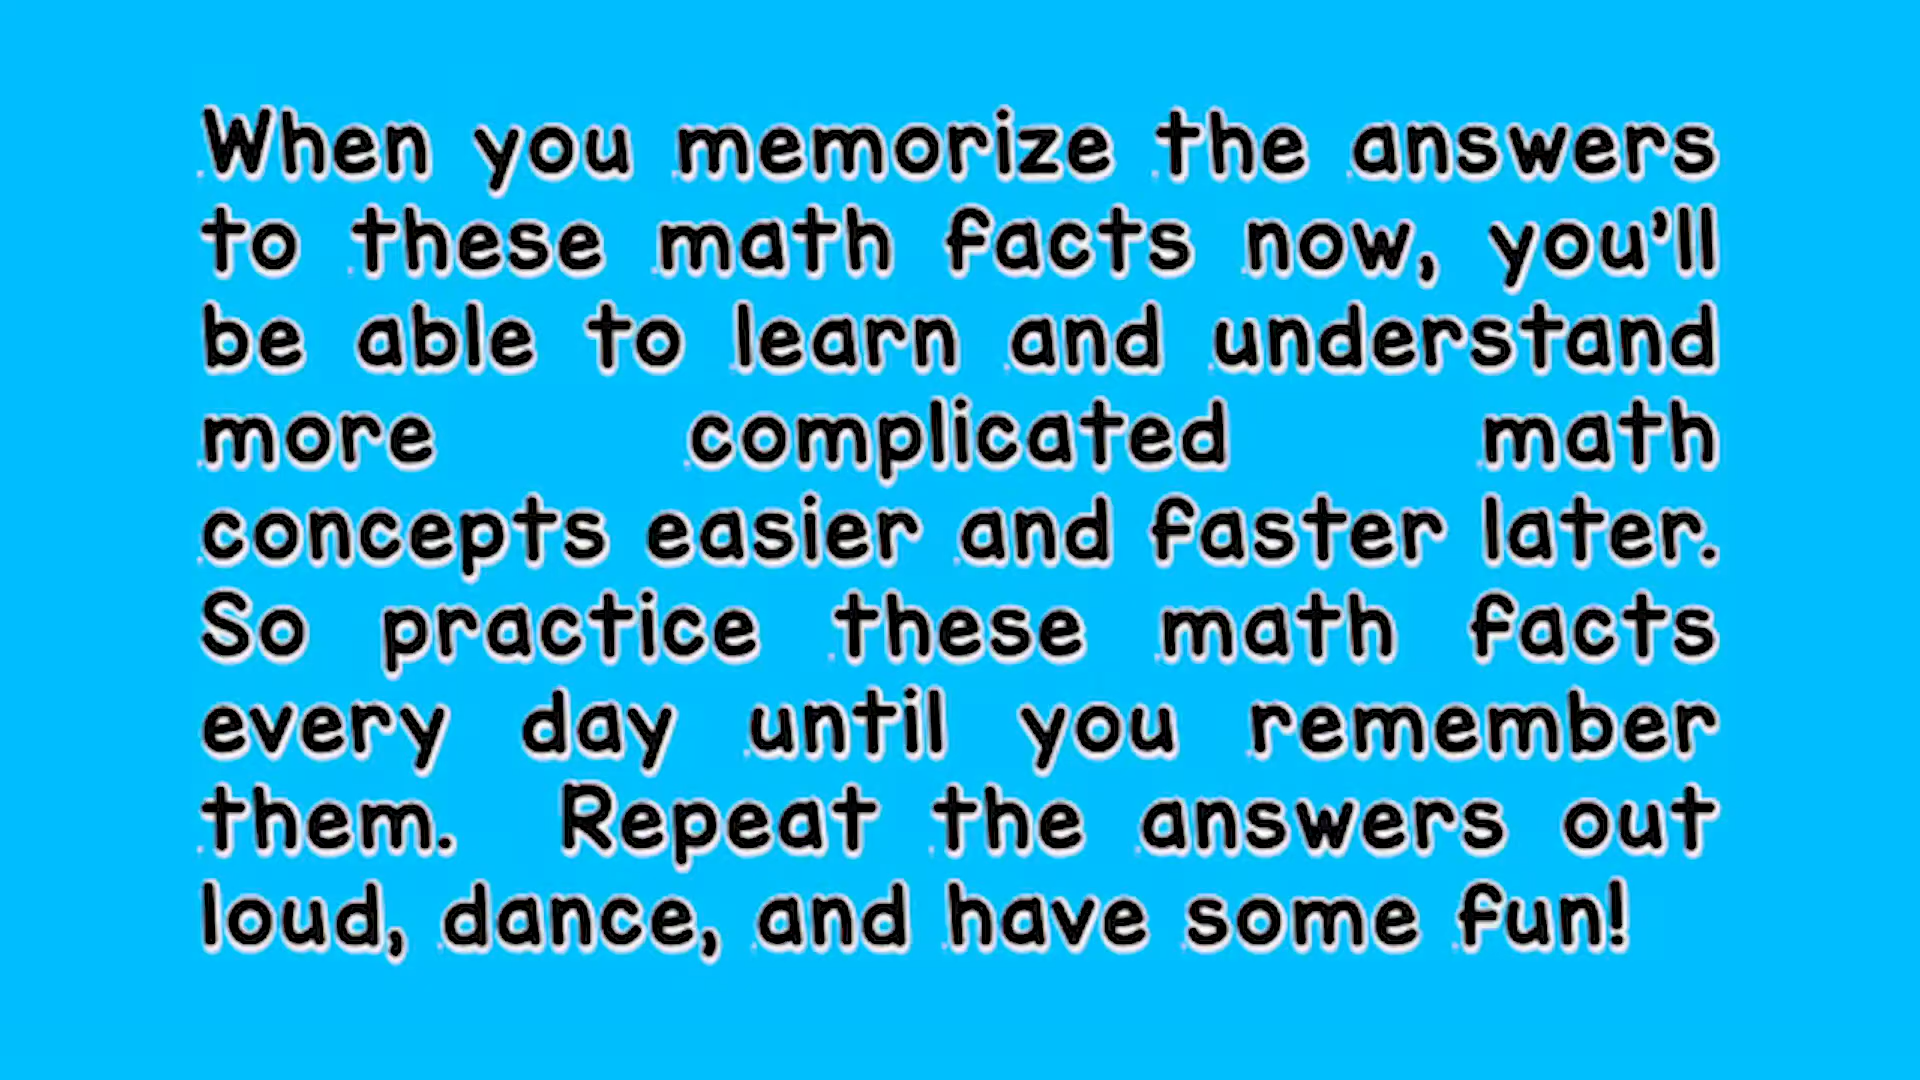 When you memorize the answers
to these math facts now, you'll
be able to learn and understand
more complicated math
concepts easier and faster later.
So practice these math facts
every day until you remember
them. Repeat the answers out
loud, dance, and have some fun!